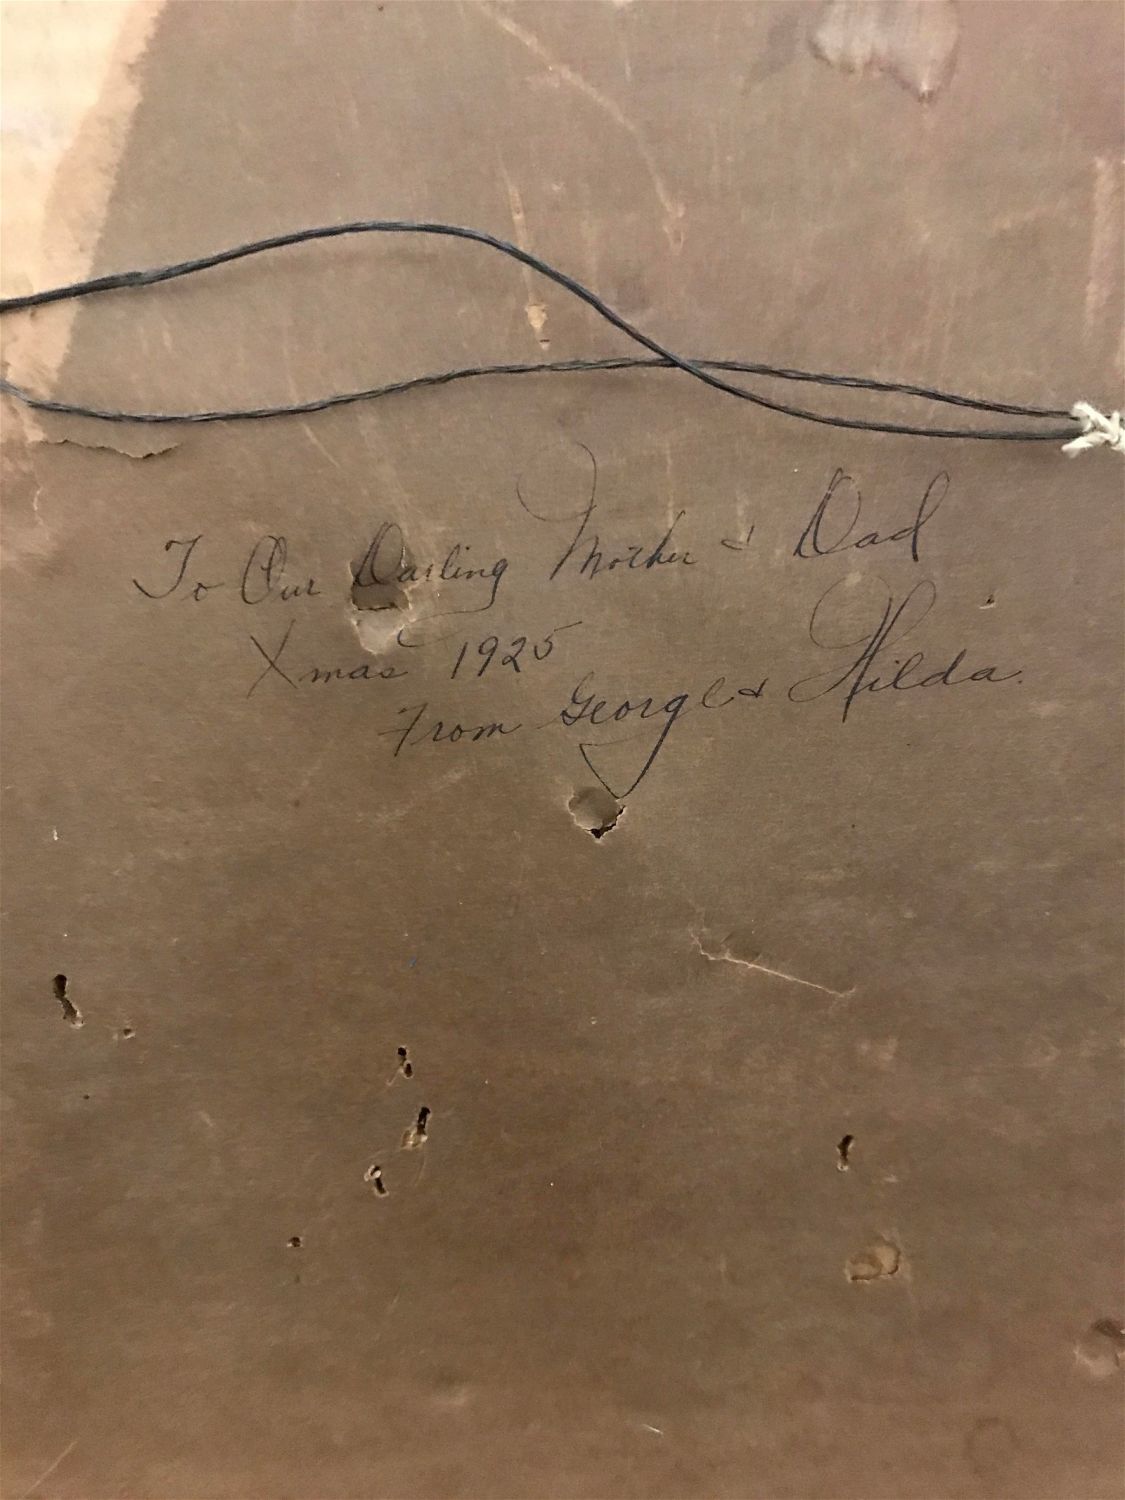 To Our Darling Mother & Dad
Xmas 1925
From George & Hilda.